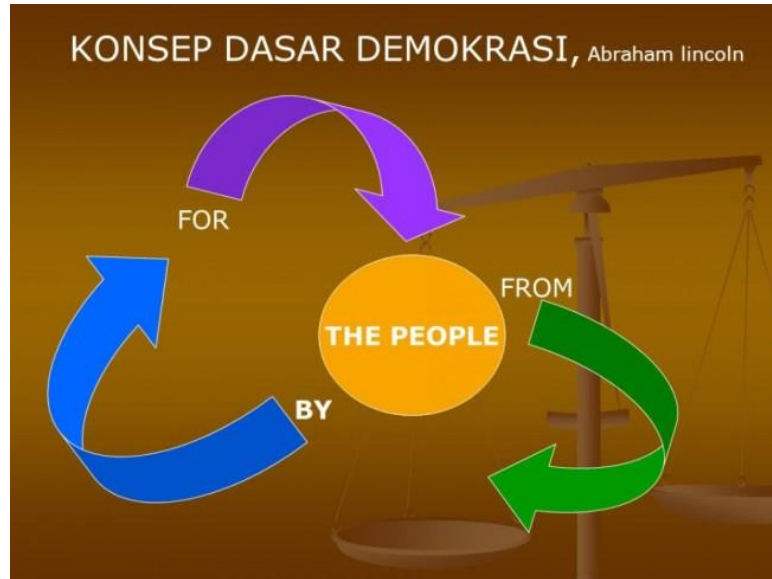 KONSEP DASAR DEMOKRASI, Abraham lincoln
FOR
FROM
THE PEOPLE
BY